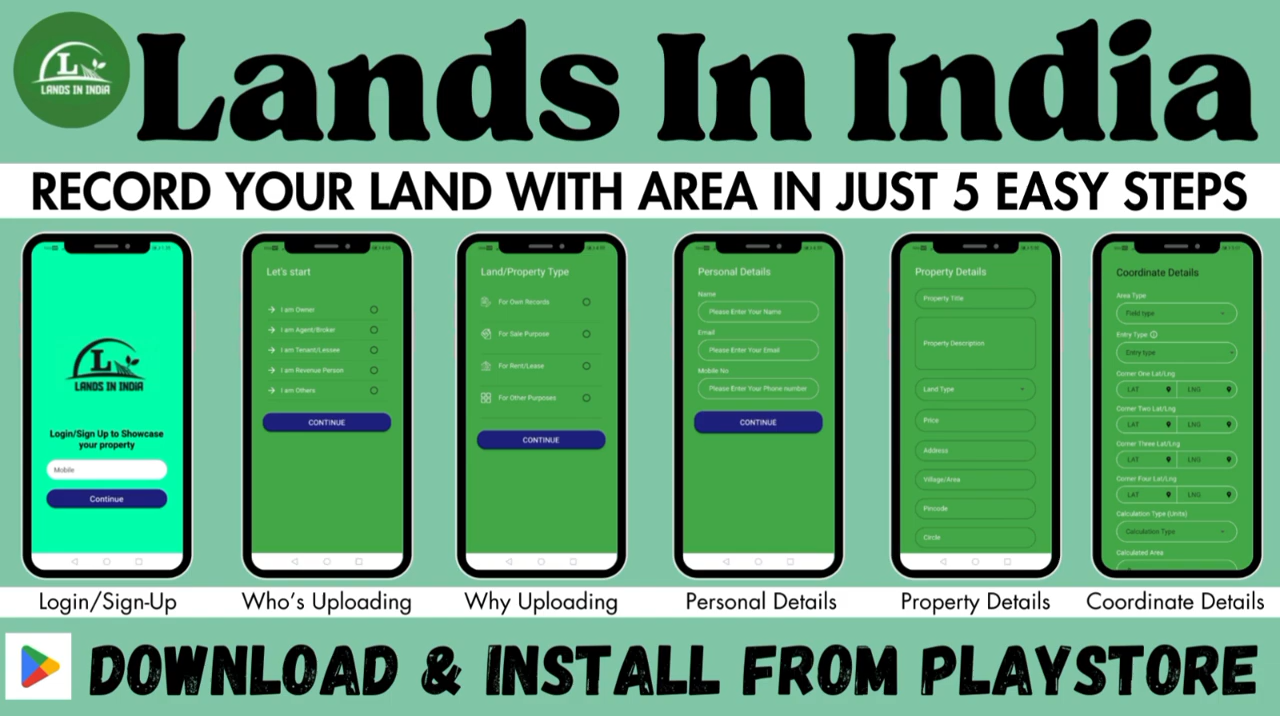 L
LANDS IN INDIA
Lands In India
RECORD YOUR LAND WITH AREA IN JUST 5 EASY STEPS
L
LANDS IN INDIA
Login/Sign Up to Showcase
your property
Mobile
Continue
Login/Sign-Up
Let's start
I am Owner
I am Agent/Broker
I am Tenant/Lessee
I am Revenue Person
I am Others
CONTINUE
Who's Uploading
Land/Property Type
For Own Records
For Sale Purpose
For Rent/Lease
For Other Purposes
CONTINUE
Why Uploading
Personal Details
Name
Please Enter Your Name
Email
Please Enter Your Email
Mobile No
Please Enter Your Phone number
CONTINUE
Personal Details
Property Details
Property Title
Property Description
Land Type
Price
Address
Village/Area
Pincode
Circle
Property Details
Coordinate Details
Area Type
Field type
Entry Type
Entry type
Corner One Lat/Lng
LAT LNG
Corner Two Lat/Lng
LAT LNG
Corner Three Lat/Lng
LAT LNG
Corner Four Lat/Lng
LAT LNG
Calculation Type (Units)
Calculation Type
Calculated Area
Coordinate Details
DOWNLOAD & INSTALL FROM PLAYSTORE